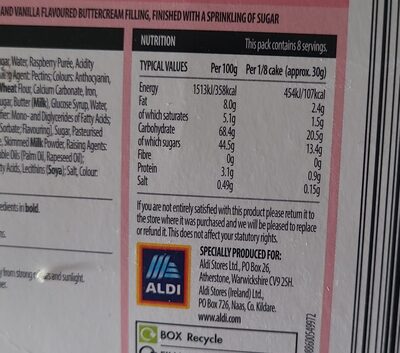 AND VANILLA FLAVOURED BUTTERCREAM FILLING, FINISHED WITH A SPRINKLING OF SUGAR
Water, Raspberry Purée, Acidity
Agent: Pectins; Colours: Anthocyanin,
Wheat Flour, Calcium Carbonate, Iron,
Sugar, Butter (Milk), Glucose Syrup, Water,
Mono- and Diglycerides of Fatty Acids;
Sorbate; Flavouring), Sugar, Pasteurised
Skimmed Milk Powder, Raising Agents:
Oils (Palm Oil, Rapeseed Oil);
Fatty Acids, Lecithins (Soya); Salt, Colour:
in bold.
from strong and sunlight.
NUTRITION This pack contains 8 servings.
TYPICAL VALUES Per 100g Per 1/8 cake (approx. 30g)
Energy 1513kJ/358kcal 454kJ/107kcal
Fat 8.0g 2.4g
of which saturates 5.1g 1.5g
Carbohydrate 68.4g 20.5g
of which sugars 44.5g 13.4g
Fibre 0g 0g
Protein 3.1g 0.9g
Salt 0.49g 0.15g
If you are not entirely satisfied with this product please return it to
the store where it was purchased and we will be pleased to replace
or refund it. This does not affect your statutory rights.
ALDI
SPECIALLY PRODUCED FOR:
Aldi Stores Ltd., PO Box 26,
Atherstone, Warwickshire CV9 2SH.
Aldi Stores (Ireland) Ltd.,
PO Box 726, Naas, Co. Kildare.
www.aldi.com
BOX Recycle